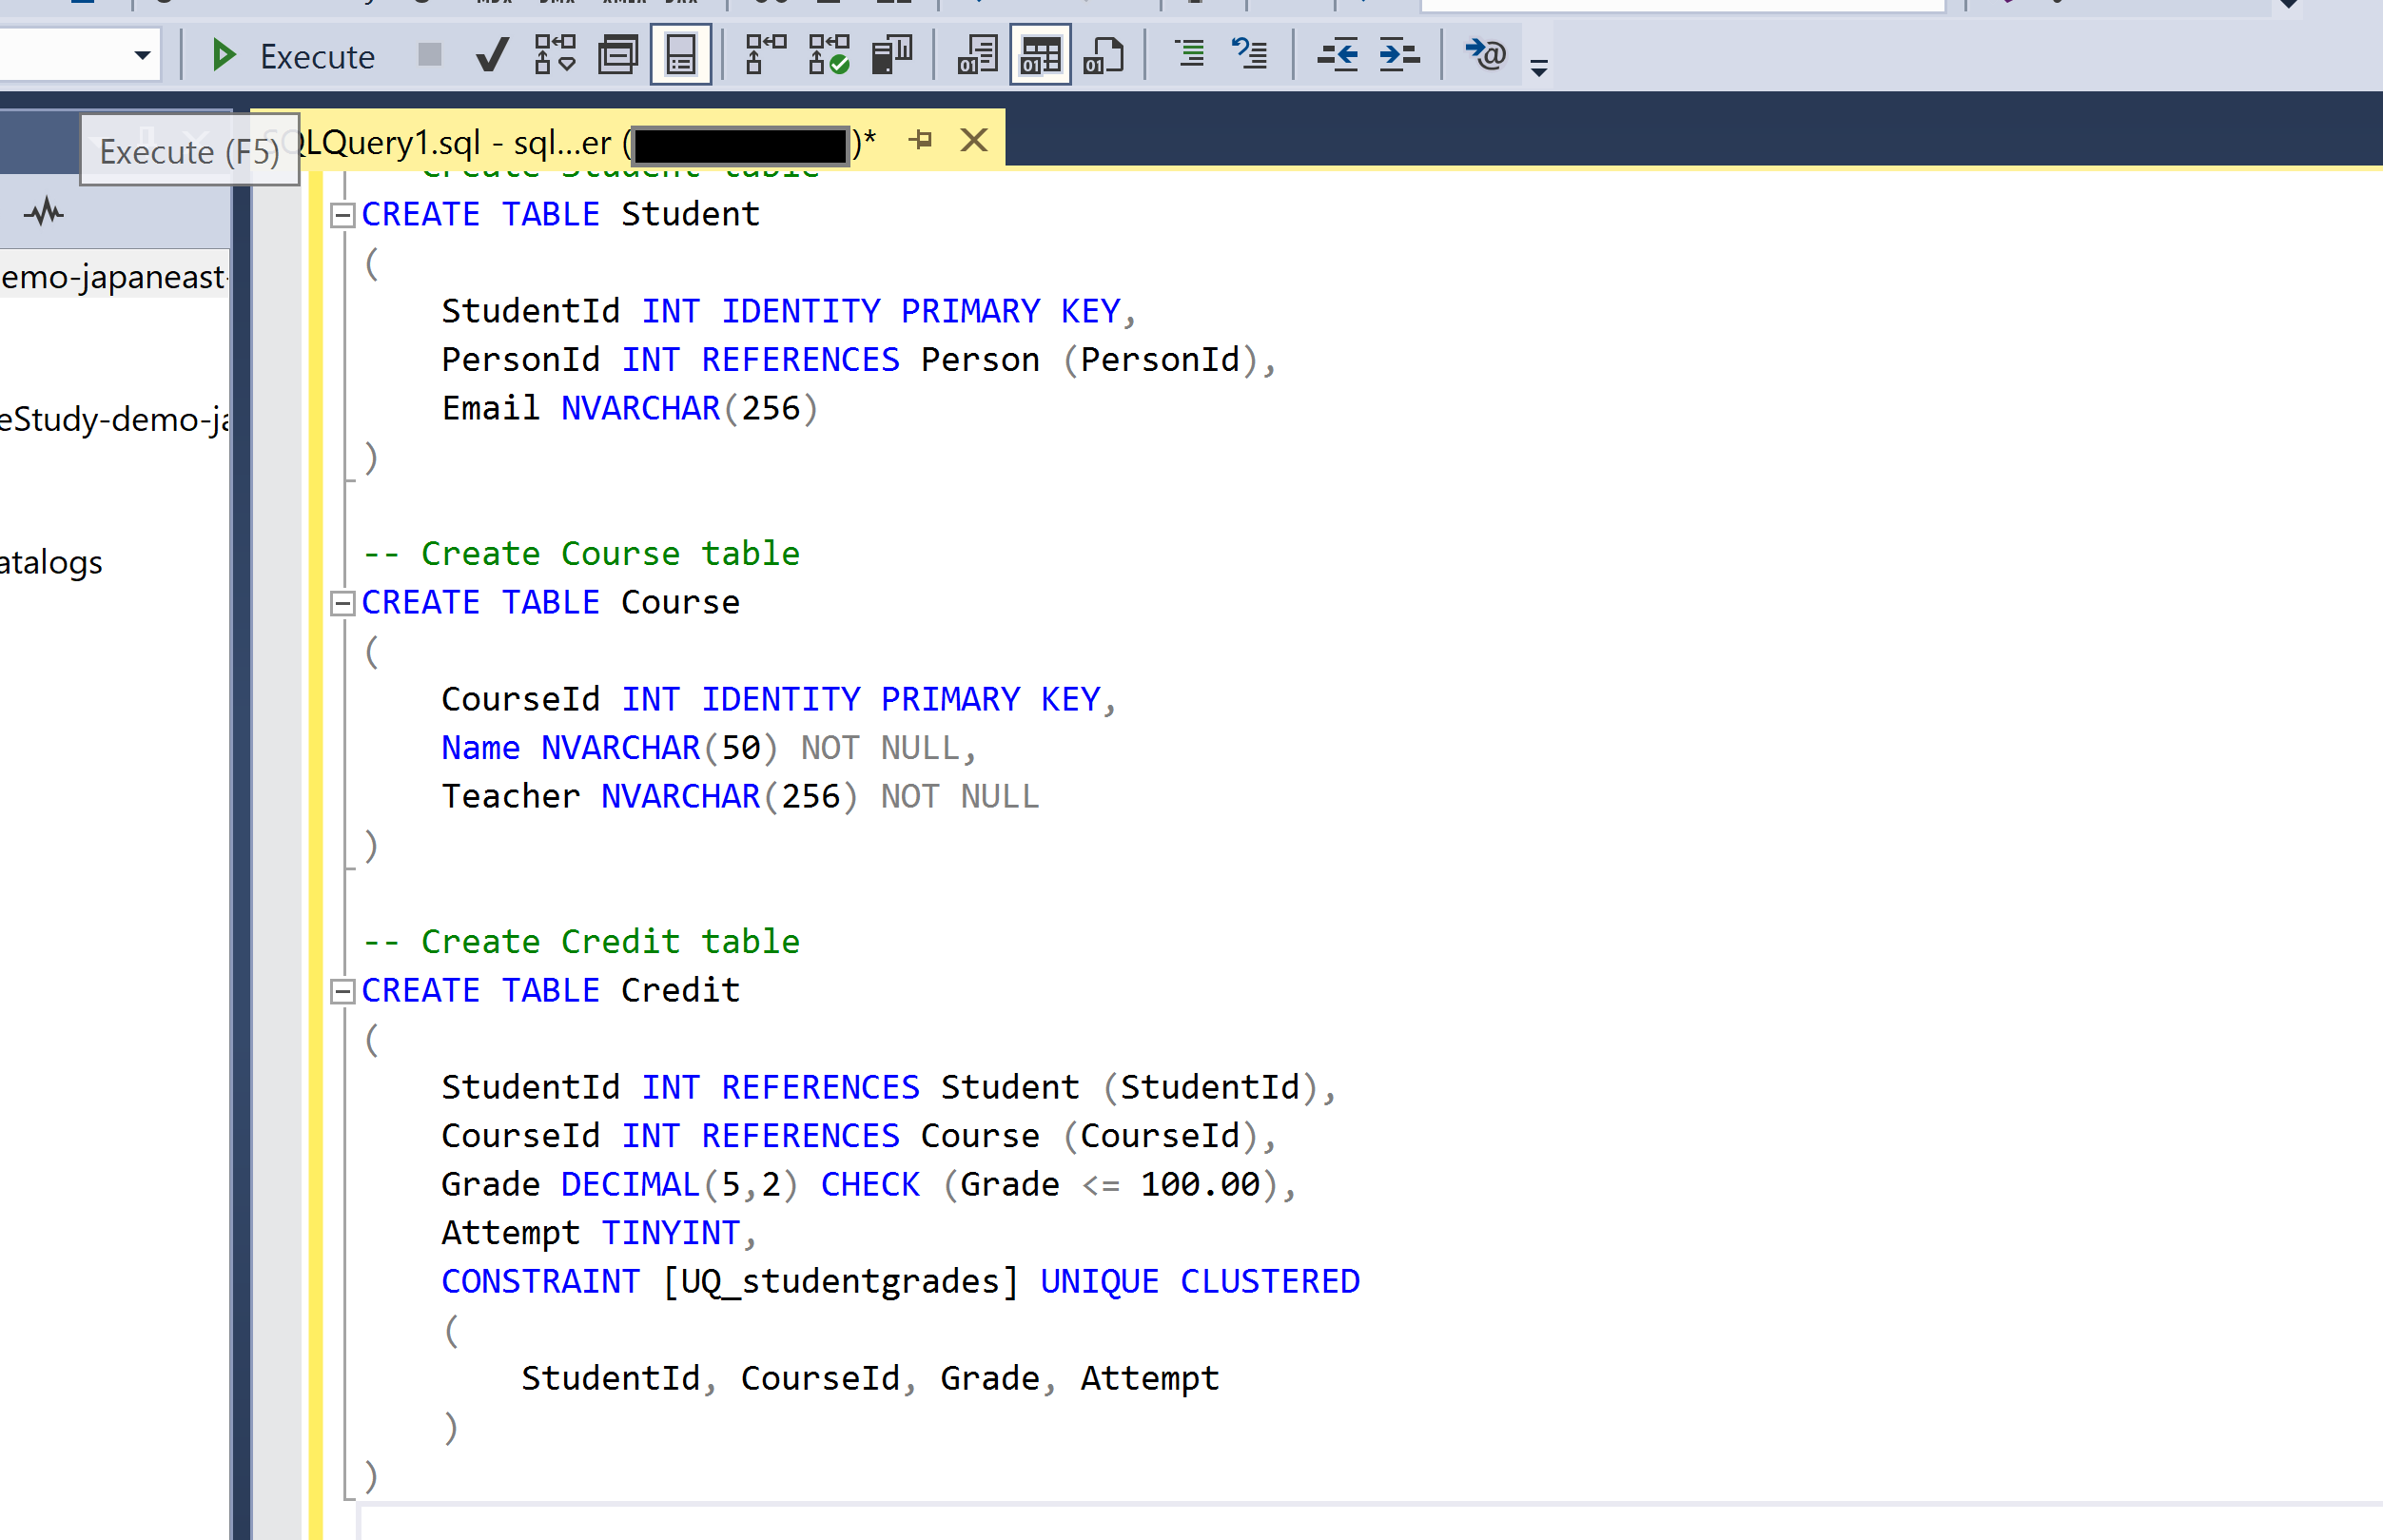 Execute
Execute (F5)
SQLQuery1.sql - sql...er ( )*
emo-japaneast-
eStudy-demo-ja
atalogs
Create Student table
CREATE TABLE Student
(
StudentId INT IDENTITY PRIMARY KEY,
PersonId INT REFERENCES Person (PersonId),
Email NVARCHAR(256)
)
-- Create Course table
CREATE TABLE Course
(
CourseId INT IDENTITY PRIMARY KEY,
Name NVARCHAR(50) NOT NULL,
Teacher NVARCHAR(256) NOT NULL
)
-- Create Credit table
CREATE TABLE Credit
(
StudentId INT REFERENCES Student (StudentId),
CourseId INT REFERENCES Course (CourseId),
Grade DECIMAL(5,2) CHECK (Grade <= 100.00),
Attempt TINYINT,
CONSTRAINT [UQ_studentgrades] UNIQUE CLUSTERED
(
StudentId, CourseId, Grade, Attempt
)
)